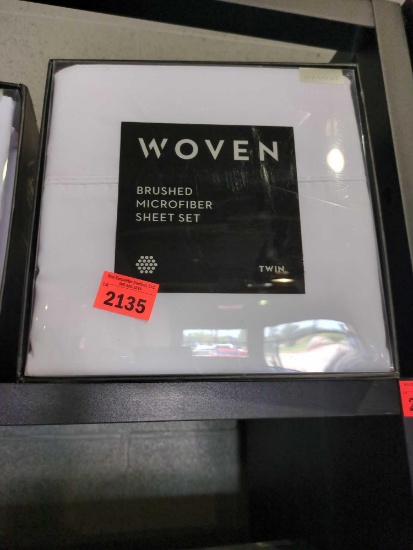 WOVEN
BRUSHED
MICROFIBER
SHEET SET
TWIN
2135